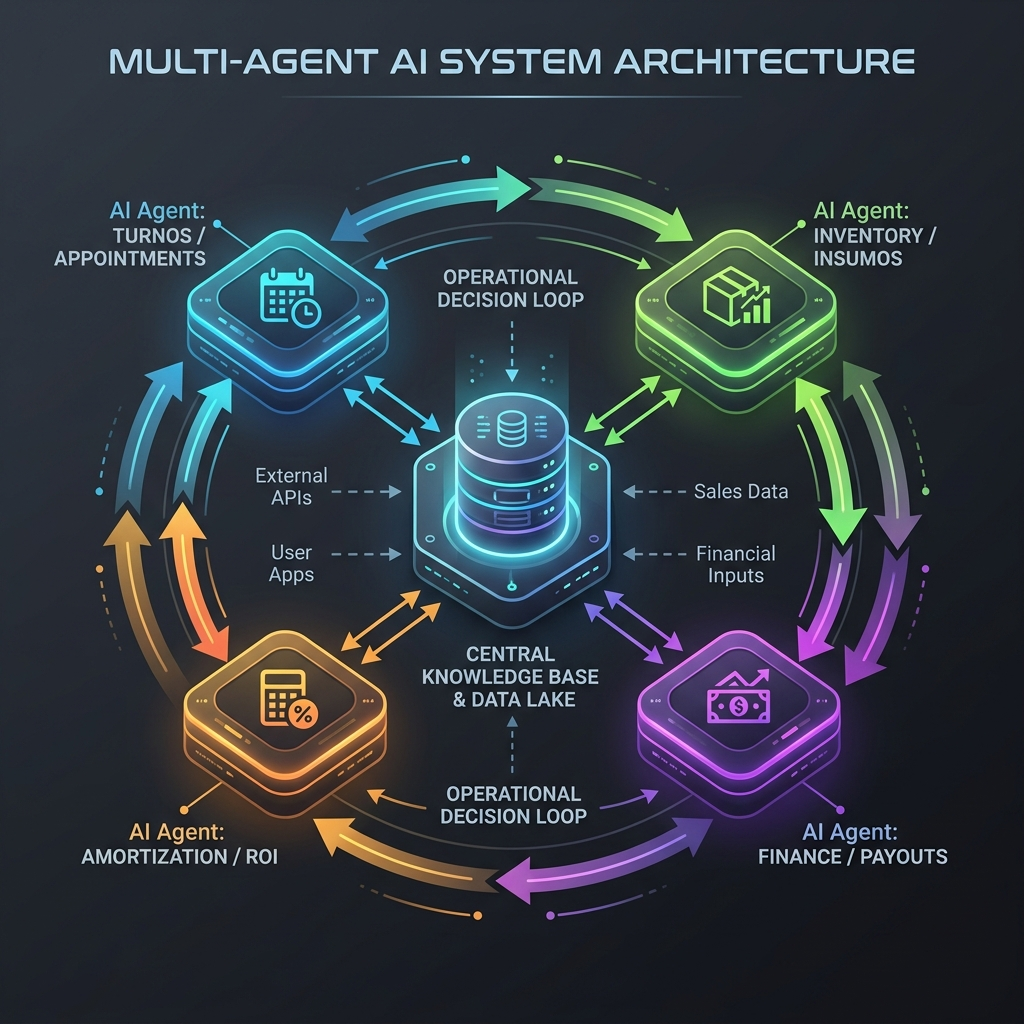 MULTI-AGENT AI SYSTEM ARCHITECTURE
AI Agent:
TURNOS /
APPOINTMENTS
AI Agent:
INVENTORY /
INSUMOS
OPERATIONAL
DECISION LOOP
External
APIs
Sales Data
User
Apps
Financial
Inputs
%
$
CENTRAL
KNOWLEDGE BASE
& DATA LAKE
OPERATIONAL
DECISION LOOP
AI Agent:
AMORTIZATION / ROI
AI Agent:
FINANCE / PAYOUTS